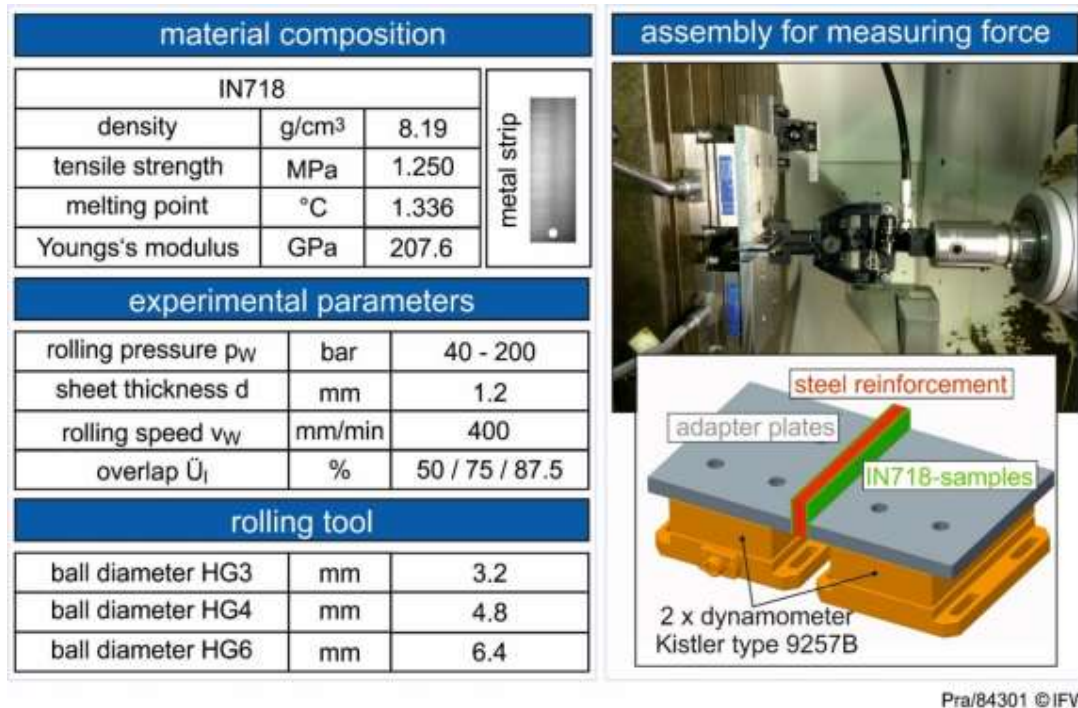 material composition
IN718
density g/cm³ 8.19
tensile strength MPa 1.250
melting point °C 1.336
Youngs's modulus GPa 207.6
metal strip
experimental parameters
rolling pressure pW bar 40 - 200
sheet thickness d mm 1.2
rolling speed vW mm/min 400
overlap Ül % 50 / 75 / 87.5
rolling tool
ball diameter HG3 mm 3.2
ball diameter HG4 mm 4.8
ball diameter HG6 mm 6.4
assembly for measuring force
steel reinforcement
adapter plates
IN718-samples
2 x dynamometer
Kistler type 9257B
Pra/84301 ©IFW